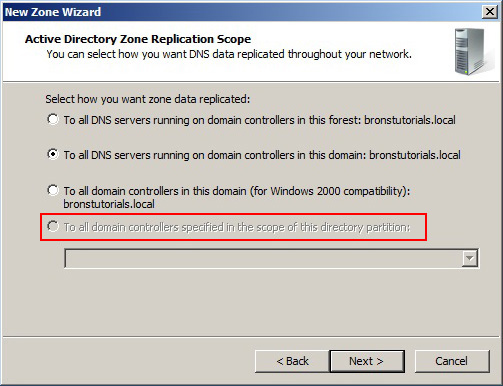 New Zone Wizard
Active Directory Zone Replication Scope
You can select how you want DNS data replicated throughout your network.
Select how you want zone data replicated:
To all DNS servers running on domain controllers in this forest: bronstutorials.local
To all DNS servers running on domain controllers in this domain: bronstutorials.local
To all domain controllers in this domain (for Windows 2000 compatibility):
bronstutorials.local
To all domain controllers specified in the scope of this directory partition:
< Back
Next >
Cancel